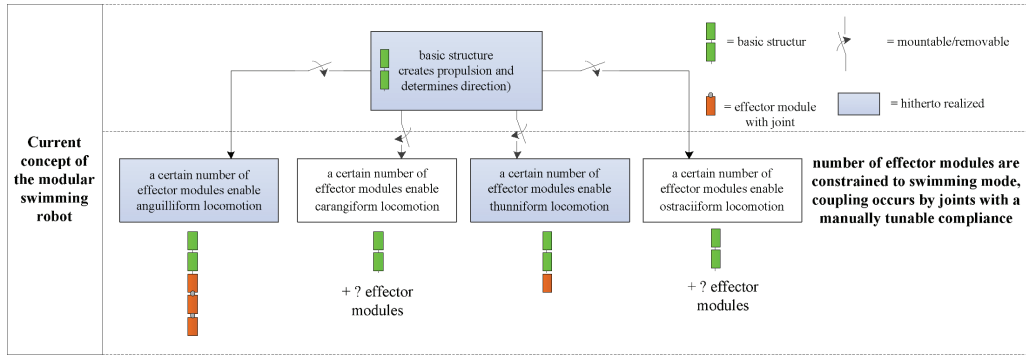 basic structure
creates propulsion and
determines direction)
= basic structur
= mountable/removable
= effector module
with joint
= hitherto realized
Current
concept of
the modular
swimming
robot
a certain number of
effector modules enable
anguilliform locomotion
a certain number of
effector modules enable
carangiform locomotion
a certain number of
effector modules enable
thunniform locomotion
a certain number of
effector modules enable
ostraciiform locomotion
number of effector modules are
constrained to swimming mode,
coupling occurs by joints with a
manually tunable compliance
+ ? effector
modules
+ ? effector
modules